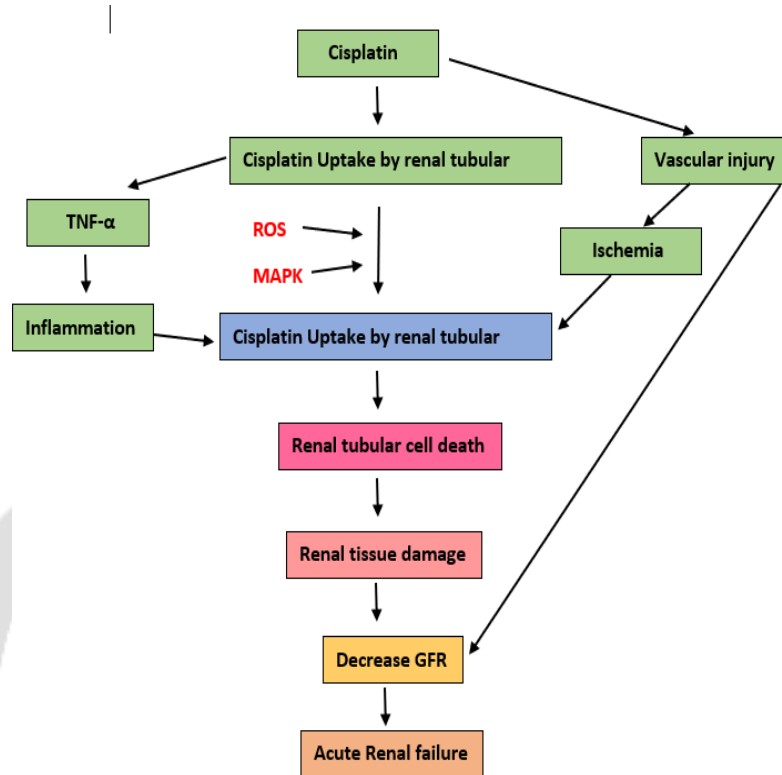 Cisplatin
Cisplatin Uptake by renal tubular
Vascular injury
TNF-α
ROS
Ischemia
MAPK
Inflammation
Cisplatin Uptake by renal tubular
Renal tubular cell death
Renal tissue damage
Decrease GFR
Acute Renal failure